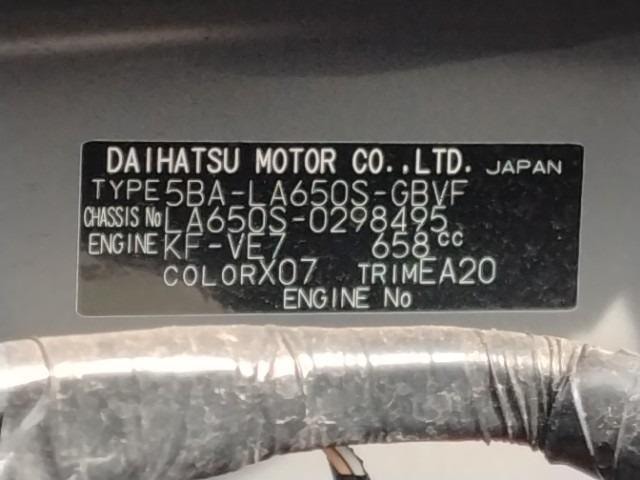 DAIHATSU MOTOR CO.,LTD. JAPAN
TYPE 5BA-LA650S-GBVF
CHASSIS No LA650S-0298495
ENGINE KF-VE7 658cc
COLOR X07 TRIM EA20
ENGINE No